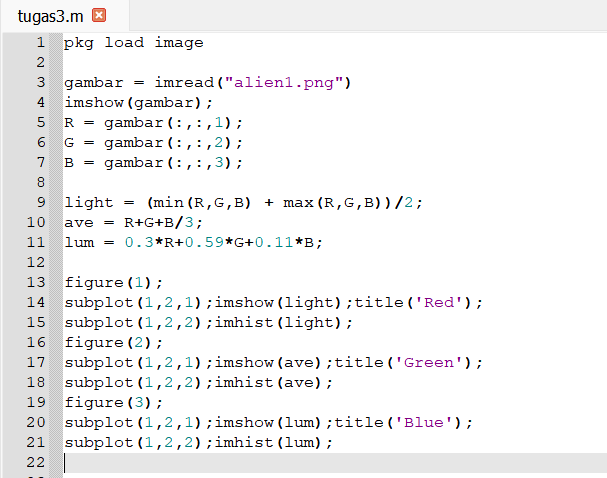 tugas3.m
1 pkg load image
2
3 gambar = imread("alien1.png")
4 imshow(gambar);
5 R = gambar(:,:,1);
6 G = gambar(:,:,2);
7 B = gambar(:,:,3);
8
9 light = (min(R,G,B) + max(R,G,B))/2;
10 ave = R+G+B/3;
11 lum = 0.3*R+0.59*G+0.11*B;
12
13 figure(1);
14 subplot(1,2,1);imshow(light);title('Red');
15 subplot(1,2,2);imhist(light);
16 figure(2);
17 subplot(1,2,1);imshow(ave);title('Green');
18 subplot(1,2,2);imhist(ave);
19 figure(3);
20 subplot(1,2,1);imshow(lum);title('Blue');
21 subplot(1,2,2);imhist(lum);
22